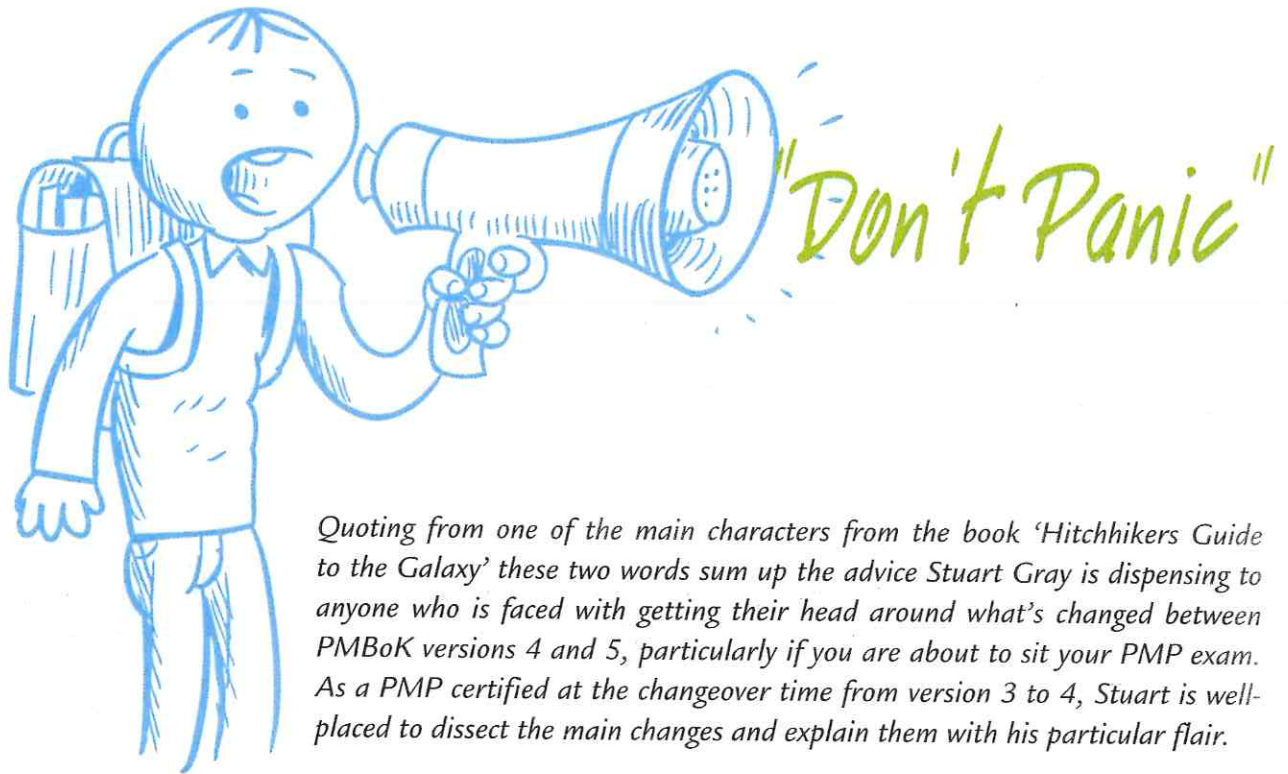 "Don't Panic"
Quoting from one of the main characters from the book ‘Hitchhikers Guide
to the Galaxy’ these two words sum up the advice Stuart Gray is dispensing to
anyone who is faced with getting their head around what's changed between
PMBoK versions 4 and 5, particularly if you are about to sit your PMP exam.
As a PMP certified at the changeover time from version 3 to 4, Stuart is well-
placed to dissect the main changes and explain them with his particular flair.